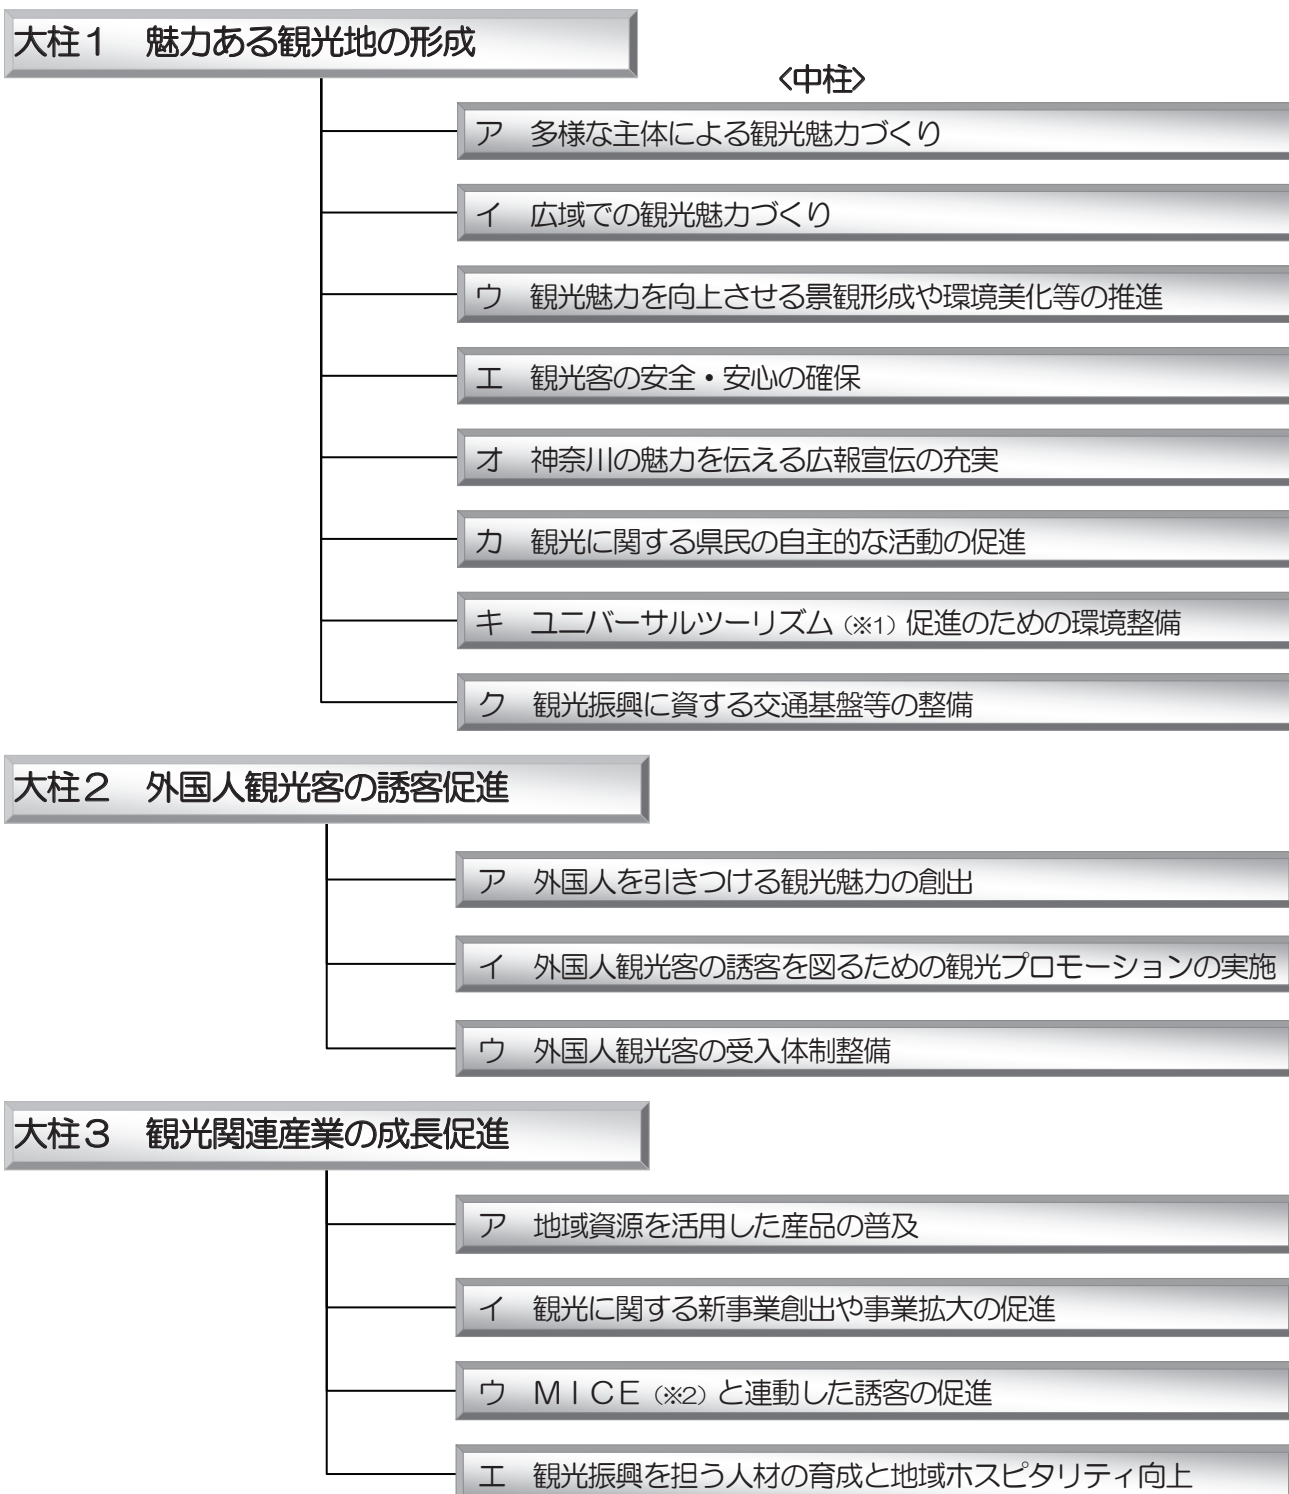 大柱１　魅力ある観光地の形成
〈中柱〉
ア　多様な主体による観光魅力づくり
イ　広域での観光魅力づくり
ウ　観光魅力を向上させる景観形成や環境美化等の推進
エ　観光客の安全・安心の確保
オ　神奈川の魅力を伝える広報宣伝の充実
カ　観光に関する県民の自主的な活動の促進
キ　ユニバーサルツーリズム（※1）促進のための環境整備
ク　観光振興に資する交通基盤等の整備
大柱２　外国人観光客の誘客促進
ア　外国人を引きつける観光魅力の創出
イ　外国人観光客の誘客を図るための観光プロモーションの実施
ウ　外国人観光客の受入体制整備
大柱３　観光関連産業の成長促進
ア　地域資源を活用した産品の普及
イ　観光に関する新事業創出や事業拡大の促進
ウ　ＭＩＣＥ（※2）と連動した誘客の促進
エ　観光振興を担う人材の育成と地域ホスピタリティ向上